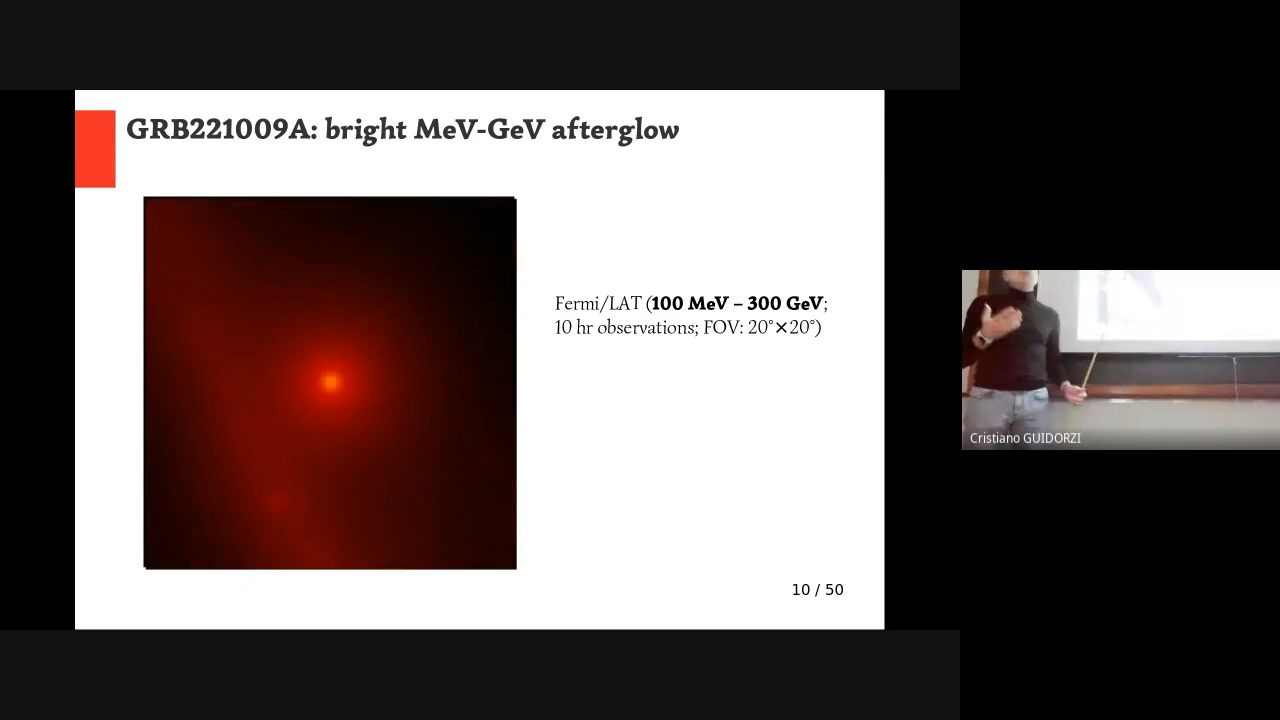 GRB221009A: bright MeV-GeV afterglow
Fermi/LAT (100 MeV – 300 GeV;
10 hr observations; FOV: 20°×20°)
10 / 50
Cristiano GUIDORZI